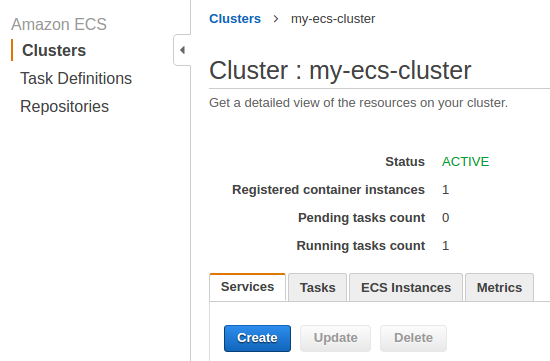 Amazon ECS
Clusters
Task Definitions
Repositories
Clusters > my-ecs-cluster
Cluster : my-ecs-cluster
Get a detailed view of the resources on your cluster.
Status ACTIVE
Registered container instances 1
Pending tasks count 0
Running tasks count 1
Services Tasks ECS Instances Metrics
Create Update Delete